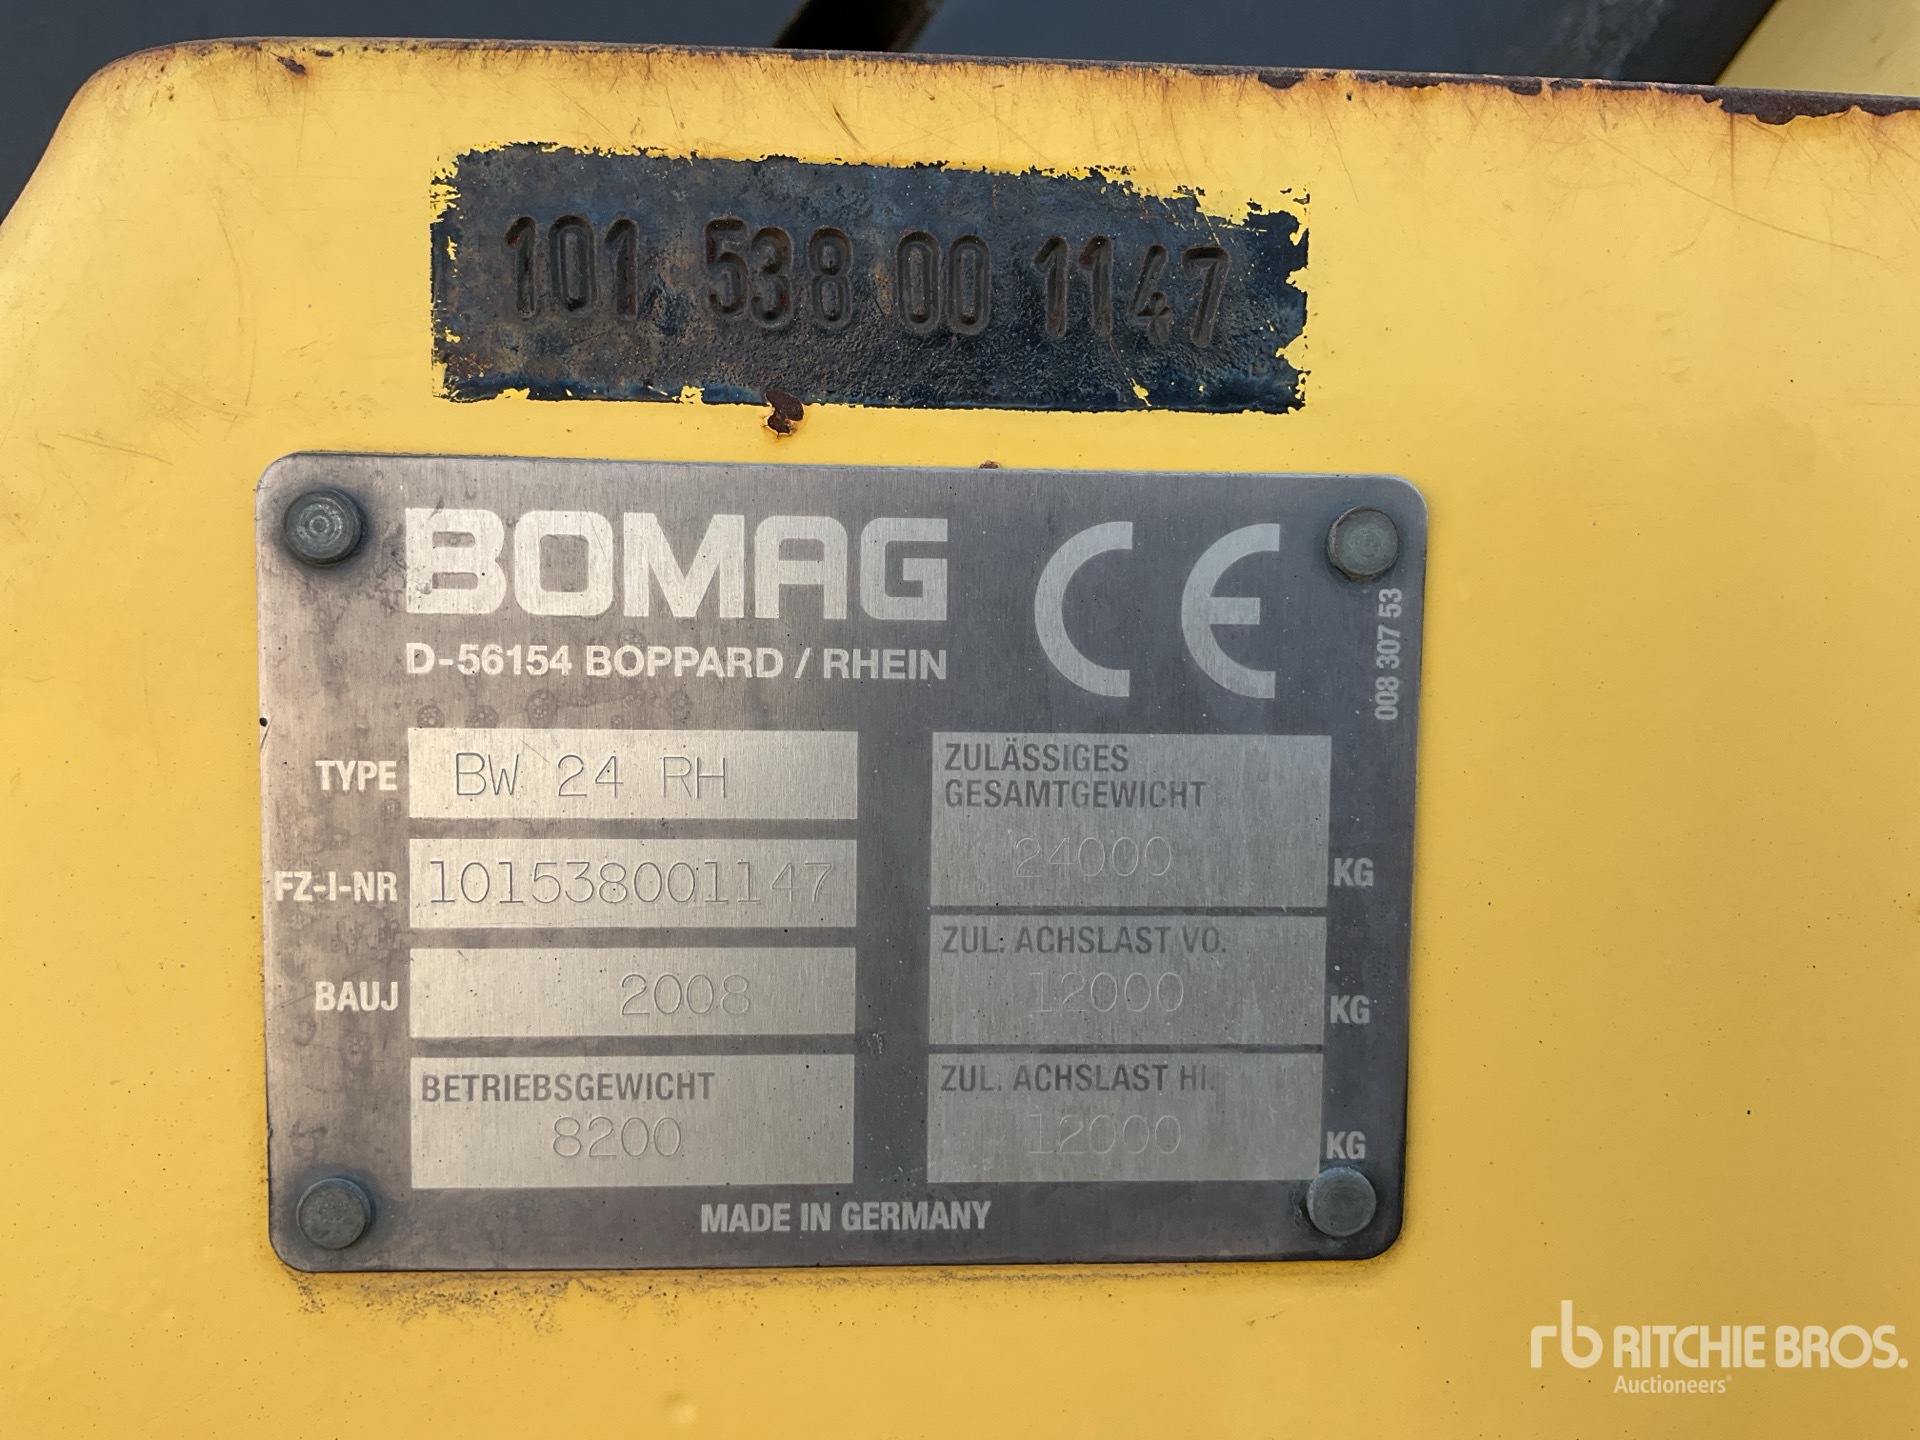 101 538 00 1147
BOMAG
D-56154 BOPPARD / RHEIN
CE
008 307 53
TYPE BW 24 RH
FZ-I-NR 101538001147
BAUJ 2008
BETRIEBSGEWICHT
8200
ZULÄSSIGES
GESAMTGEWICHT
24000 KG
ZUL. ACHSLAST VO.
12000 KG
ZUL. ACHSLAST HI.
12000 KG
MADE IN GERMANY
rb RITCHIE BROS.
Auctioneers